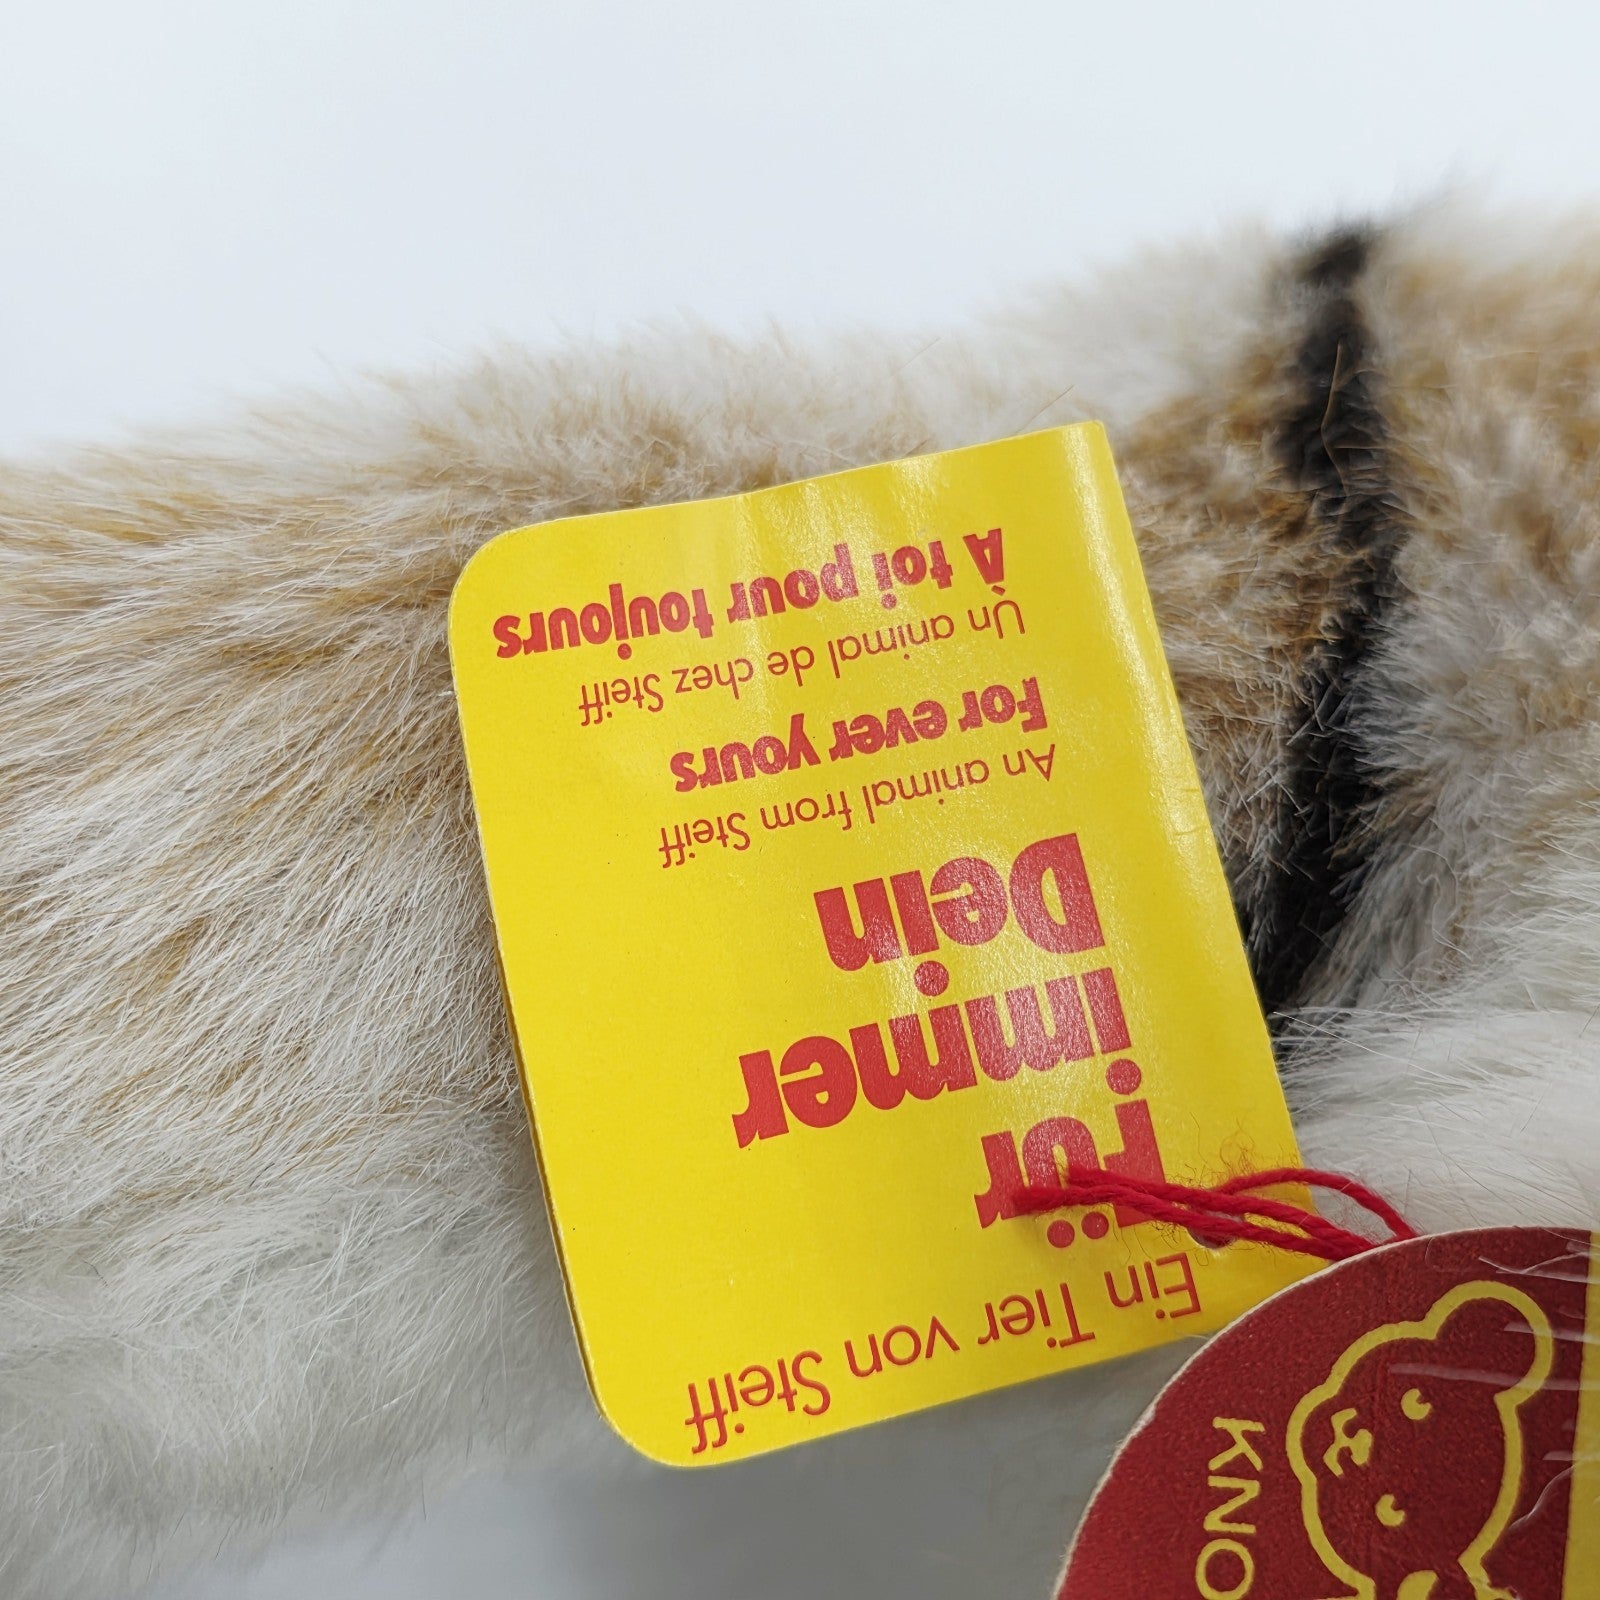 Ein Tier von Steiff
Für
immer
Dein
An animal from Steiff
For ever yours
Ùn animal de chez Steiff
À toi pour toujours
KNO